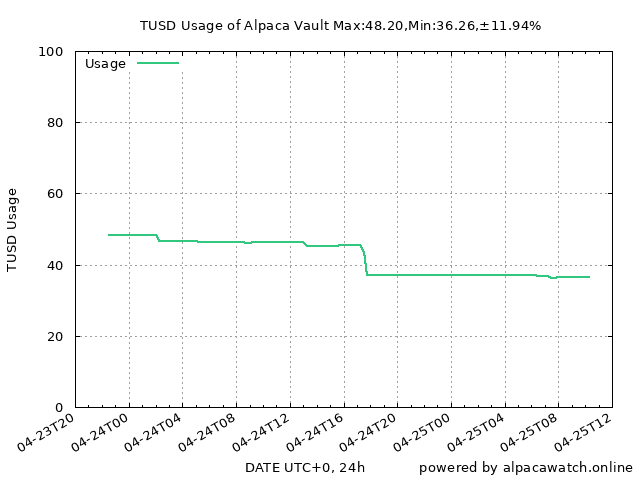 TUSD Usage of Alpaca Vault Max:48.20,Min:36.26,±11.94%
Usage
TUSD Usage
100
80
60
40
20
0
04-23T20
04-24T00
04-24T04
04-24T08
04-24T12
04-24T16
04-24T20
04-25T00
04-25T04
04-25T08
04-25T12
DATE UTC+0, 24h
powered by alpacawatch.online